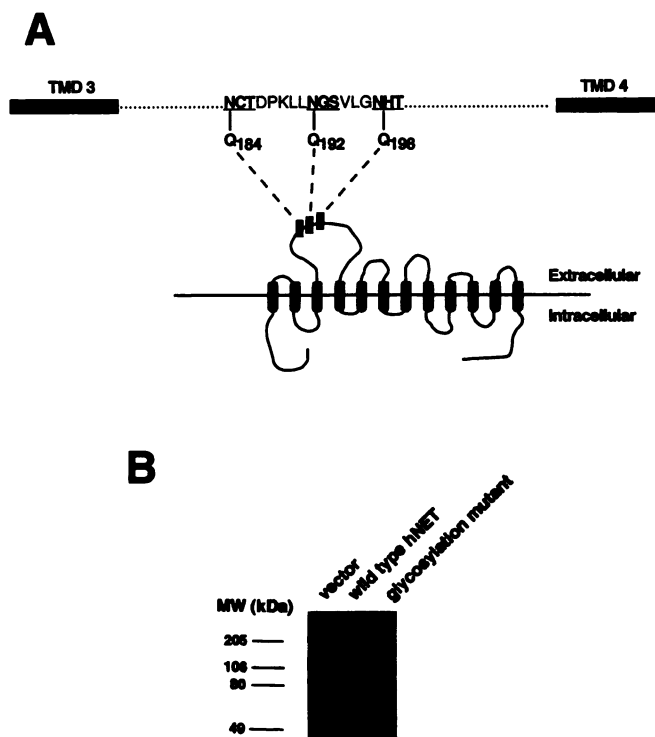 A
TMD 3
TMD 4
NCTDPKLLNGSVLGNHT
Q184
Q192
Q198
Extracellular
Intracellular
B
vector
wild type hNET
glycosylation mutant
MW (kDa)
205
106
80
49